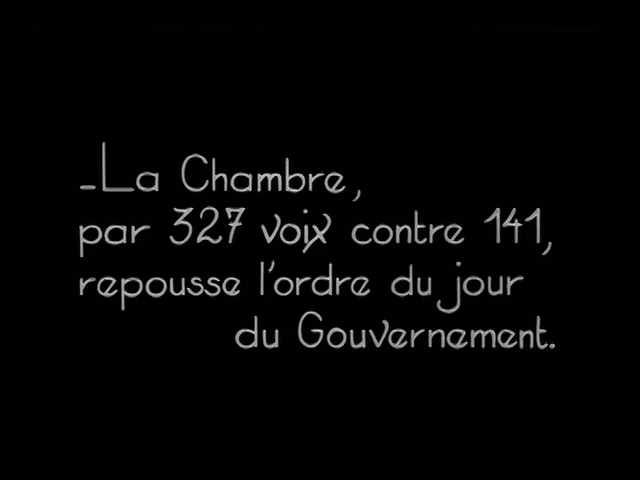 -La Chambre,
par 327 voix contre 141,
repousse l'ordre du jour
du Gouvernement.